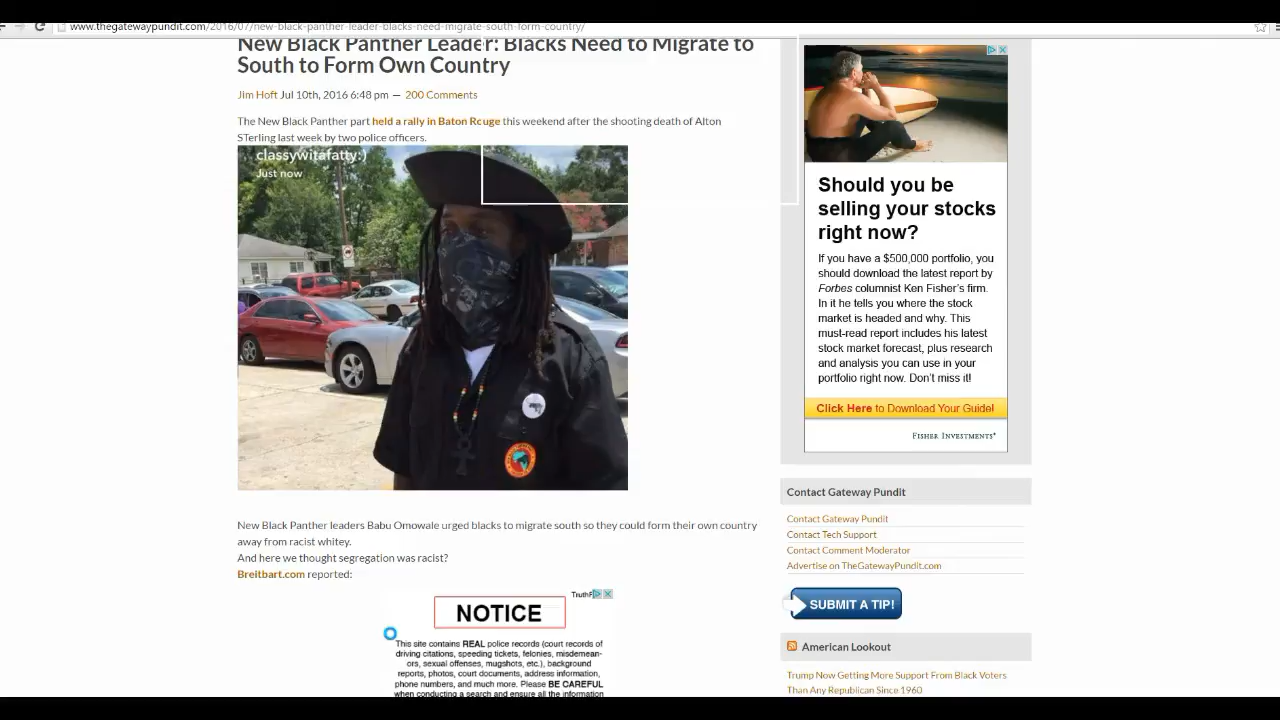 www.thegatewaypundit.com/2016/07/new-black-panther-leader-blacks-need-migrate-south-form-country/
New Black Panther Leader: Blacks Need to Migrate to
South to Form Own Country
Jim Hoft Jul 10th, 2016 6:48 pm — 200 Comments
The New Black Panther part held a rally in Baton Rouge this weekend after the shooting death of Alton
STerling last week by two police officers.
classywitafatty:)
Just now
New Black Panther leaders Babu Omowale urged blacks to migrate south so they could form their own country
away from racist whitey.
And here we thought segregation was racist?
Breitbart.com reported:
TruthF
NOTICE
This site contains REAL police records (court records of
driving citations, speeding tickets, felonies, misdemean-
ors, sexual offenses, mugshots, etc.), background
reports, photos, court documents, address information,
phone numbers, and much more. Please BE CAREFUL
when conducting a search and ensure all the information
Should you be
selling your stocks
right now?
If you have a $500,000 portfolio, you
should download the latest report by
Forbes columnist Ken Fisher's firm.
In it he tells you where the stock
market is headed and why. This
must-read report includes his latest
stock market forecast, plus research
and analysis you can use in your
portfolio right now. Don't miss it!
Click Here to Download Your Guide!
FISHER INVESTMENTS®
Contact Gateway Pundit
Contact Gateway Pundit
Contact Tech Support
Contact Comment Moderator
Advertise on TheGatewayPundit.com
SUBMIT A TIP!
American Lookout
Trump Now Getting More Support From Black Voters
Than Any Republican Since 1960